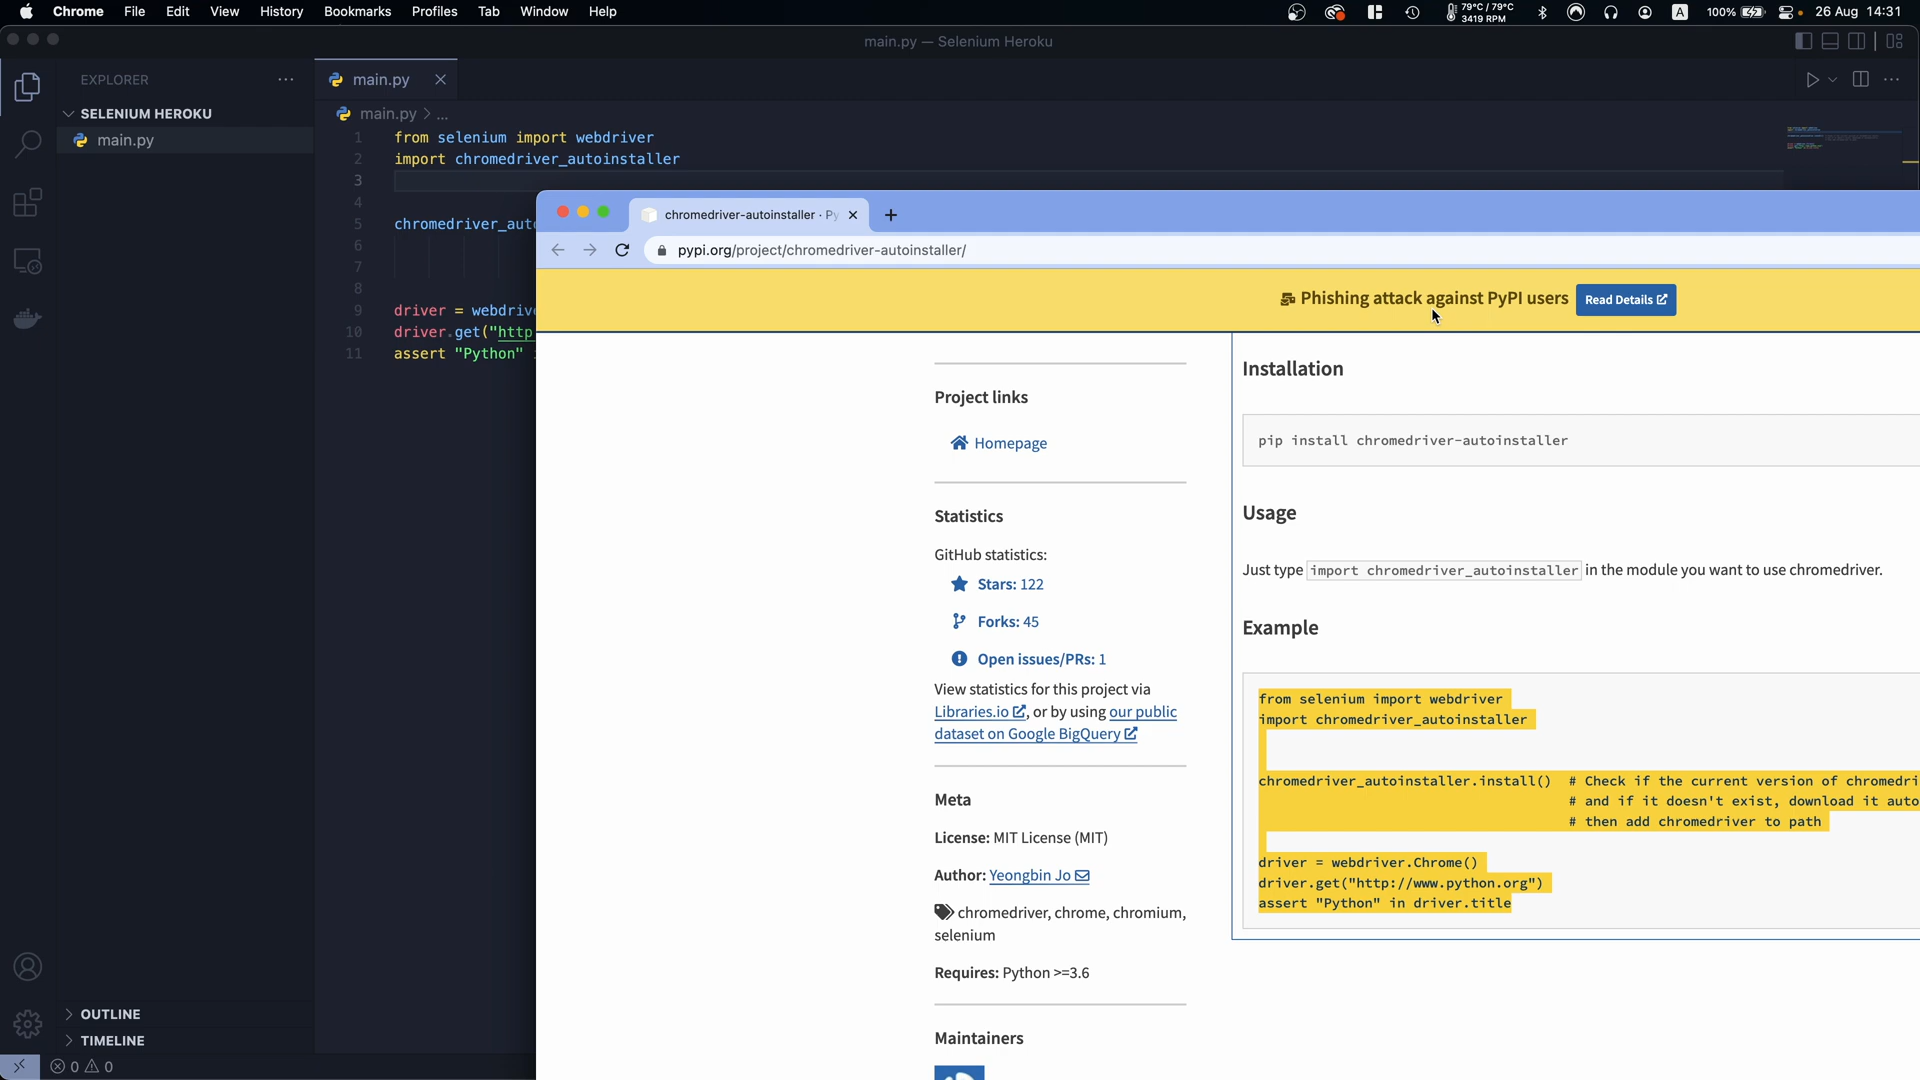 Chrome File Edit View History Bookmarks Profiles Tab Window Help
79°C / 79°C
3419 RPM
A
100%
26 Aug 14:31
main.py — Selenium Heroku
EXPLORER
SELENIUM HEROKU
main.py
main.py
main.py > ...
1 from selenium import webdriver
2 import chromedriver_autoinstaller
3
4
5 chromedriver_aut
6
7
8
9 driver = webdriv
10 driver.get("http
11 assert "Python"
OUTLINE
TIMELINE
0 0
chromedriver-autoinstaller · Py
pypi.org/project/chromedriver-autoinstaller/
Phishing attack against PyPI users Read Details
Project links
Homepage
Statistics
GitHub statistics:
Stars: 122
Forks: 45
Open issues/PRs: 1
View statistics for this project via
Libraries.io, or by using our public
dataset on Google BigQuery
Meta
License: MIT License (MIT)
Author: Yeongbin Jo
chromedriver, chrome, chromium,
selenium
Requires: Python >=3.6
Maintainers
Installation
pip install chromedriver-autoinstaller
Usage
Just type import chromedriver_autoinstaller in the module you want to use chromedriver.
Example
from selenium import webdriver
import chromedriver_autoinstaller
chromedriver_autoinstaller.install() # Check if the current version of chromedri
# and if it doesn't exist, download it auto
# then add chromedriver to path
driver = webdriver.Chrome()
driver.get("http://www.python.org")
assert "Python" in driver.title